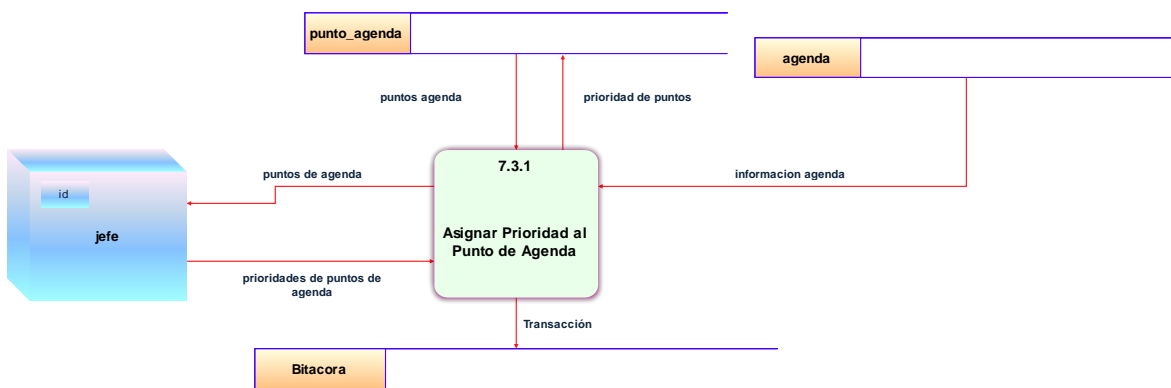 punto_agenda
agenda
puntos agenda
prioridad de puntos
7.3.1
puntos de agenda
informacion agenda
id
jefe
Asignar Prioridad al
Punto de Agenda
prioridades de puntos de
agenda
Transacción
Bitacora